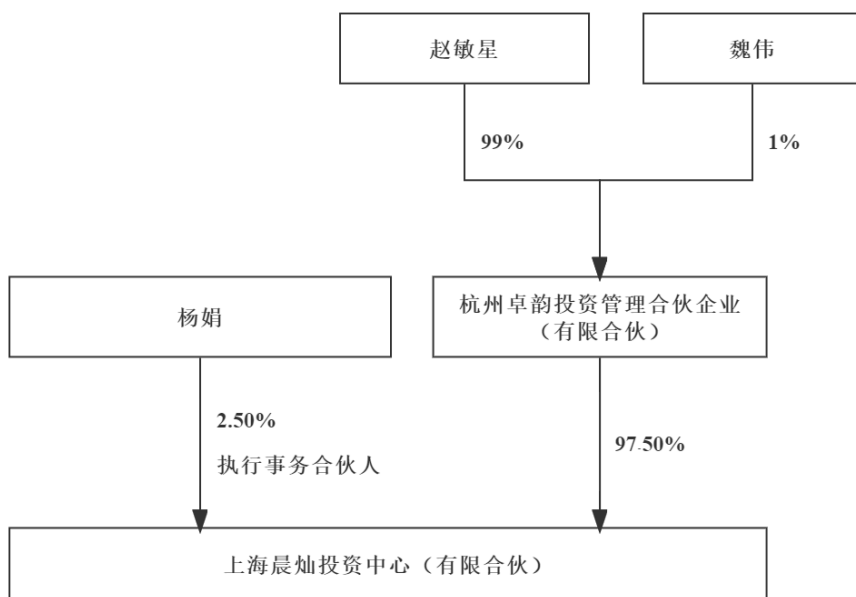 赵敏星
魏伟
99%
1%
杨娟
杭州卓韵投资管理合伙企业
（有限合伙）
2.50%
执行事务合伙人
97.50%
上海晨灿投资中心（有限合伙）